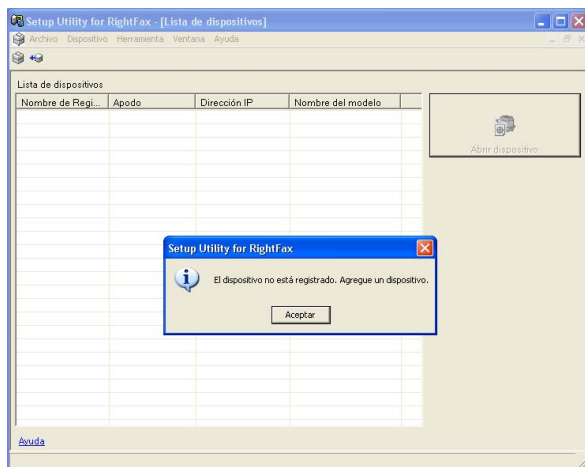 Setup Utility for RightFax - [Lista de dispositivos]
Archivo Dispositivo Herramienta Ventana Ayuda
Lista de dispositivos
Nombre de Regi... Apodo Dirección IP Nombre del modelo
Abrir dispositivo
Setup Utility for RightFax
El dispositivo no está registrado. Agregue un dispositivo.
Aceptar
Ayuda